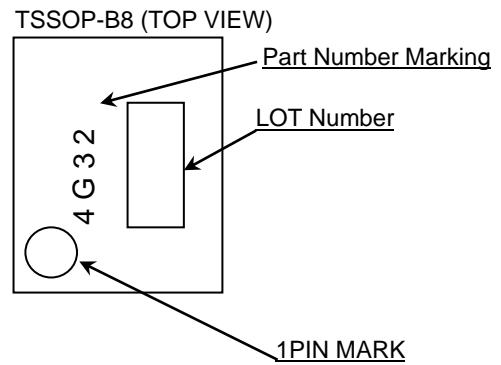 TSSOP-B8 (TOP VIEW)
Part Number Marking
LOT Number
4G32
1PIN MARK